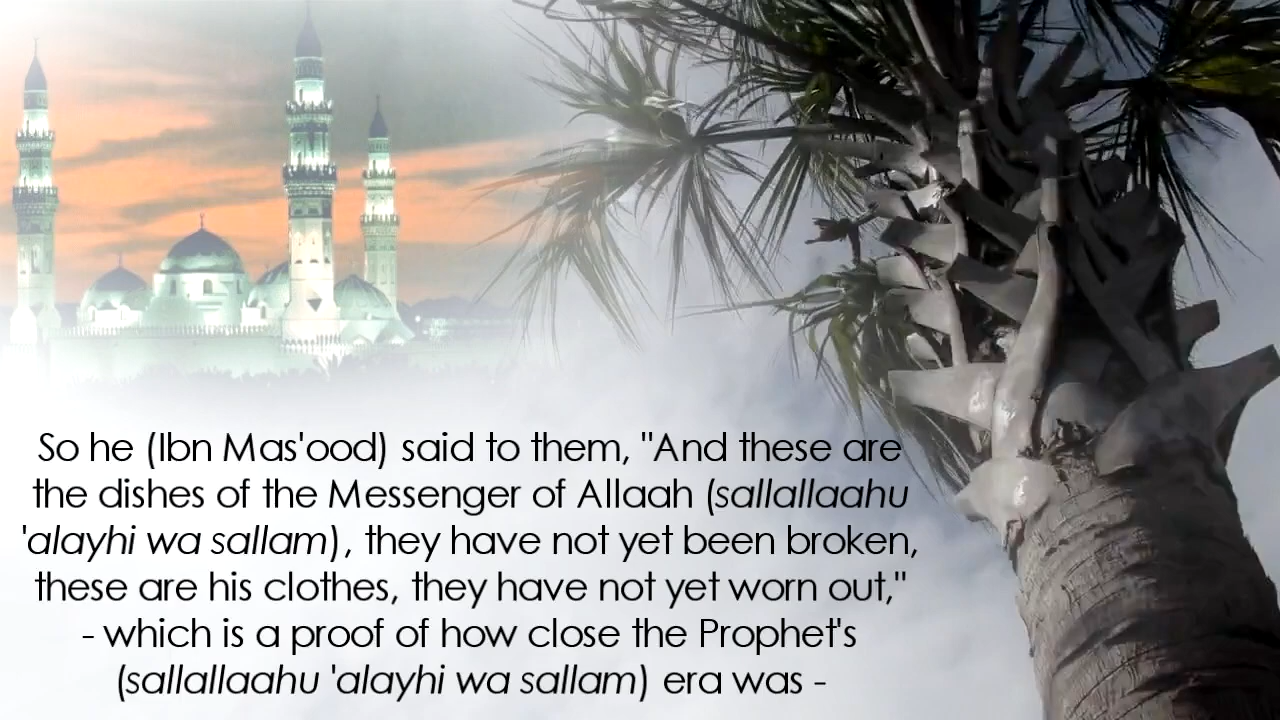 So he (Ibn Mas'ood) said to them, "And these are
the dishes of the Messenger of Allaah (sallallaahu
'alayhi wa sallam), they have not yet been broken,
these are his clothes, they have not yet worn out,"
- which is a proof of how close the Prophet's
(sallallaahu 'alayhi wa sallam) era was -